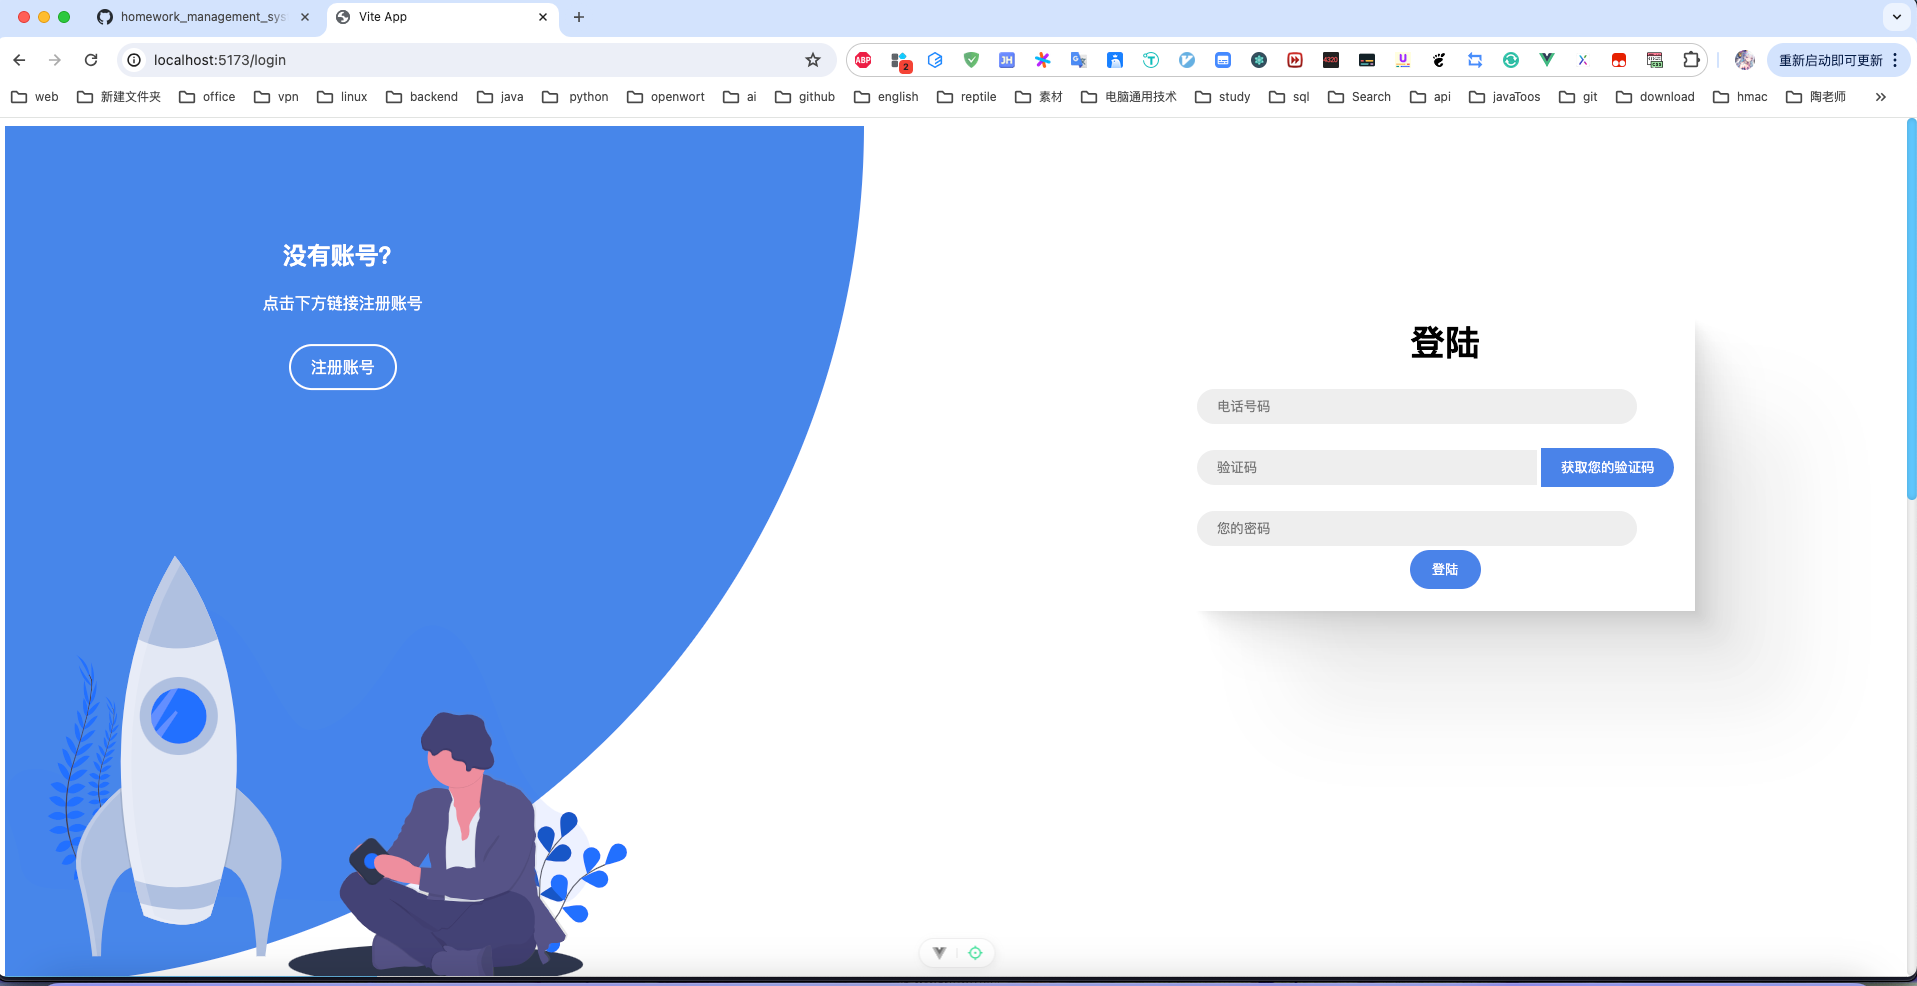 homework_management_sys
Vite App
localhost:5173/login
ABP
2
JH
4320
U
重新启动即可更新
web
新建文件夹
office
vpn
linux
backend
java
python
openwort
ai
github
english
reptile
素材
电脑通用技术
study
sql
Search
api
javaToos
git
download
hmac
陶老师
没有账号?
点击下方链接注册账号
注册账号
登陆
电话号码
验证码
获取您的验证码
您的密码
登陆